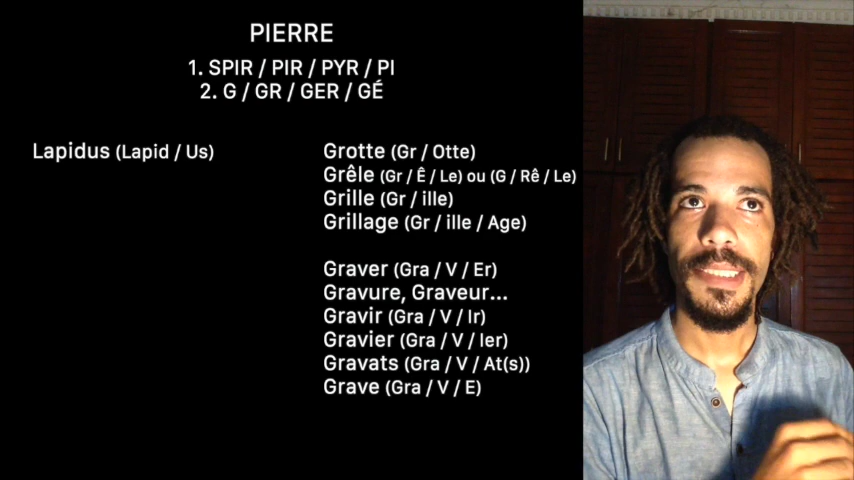 PIERRE
1. SPIR / PIR / PYR / PI
2. G / GR / GER / GÉ
Lapidus (Lapid / Us)
Grotte (Gr / Otte)
Grêle (Gr / Ê / Le) ou (G / Rê / Le)
Grille (Gr / ille)
Grillage (Gr / ille / Age)
Graver (Gra / V / Er)
Gravure, Graveur...
Gravir (Gra / V / Ir)
Gravier (Gra / V / Ier)
Gravats (Gra / V / At(s))
Grave (Gra / V / E)